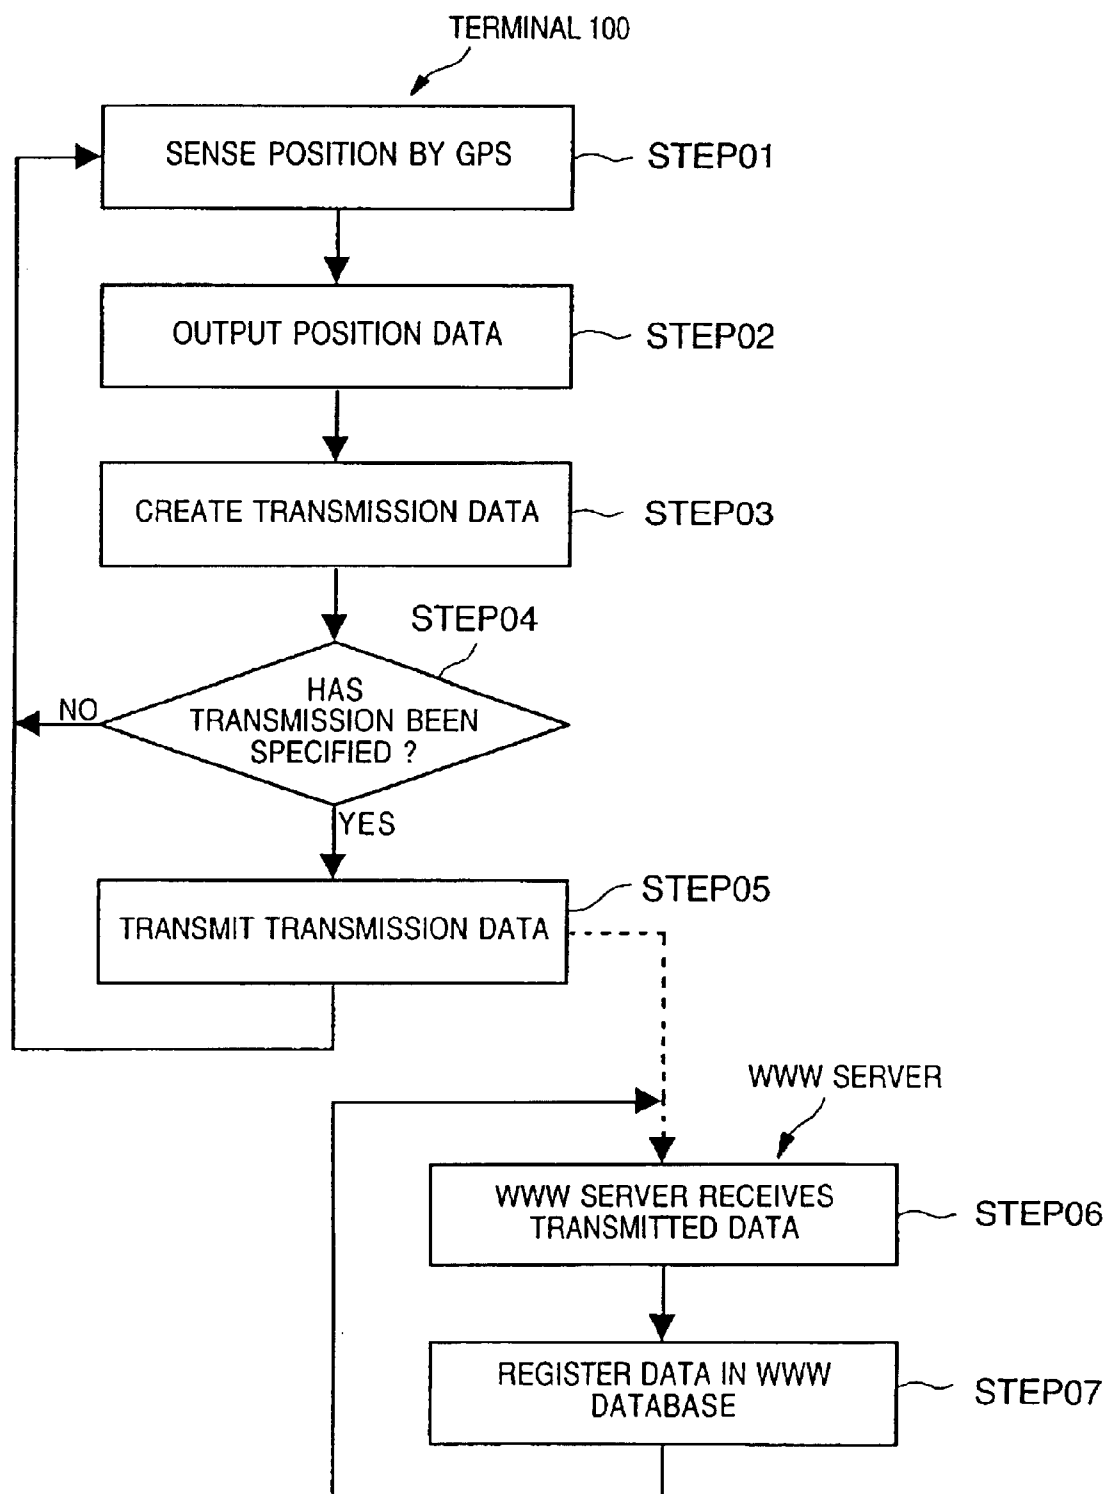 TERMINAL 100
SENSE POSITION BY GPS
STEP01
OUTPUT POSITION DATA
STEP02
CREATE TRANSMISSION DATA
STEP03
STEP04
HAS
TRANSMISSION BEEN
SPECIFIED ?
NO
YES
STEP05
TRANSMIT TRANSMISSION DATA
WWW SERVER
WWW SERVER RECEIVES
TRANSMITTED DATA
STEP06
REGISTER DATA IN WWW
DATABASE
STEP07